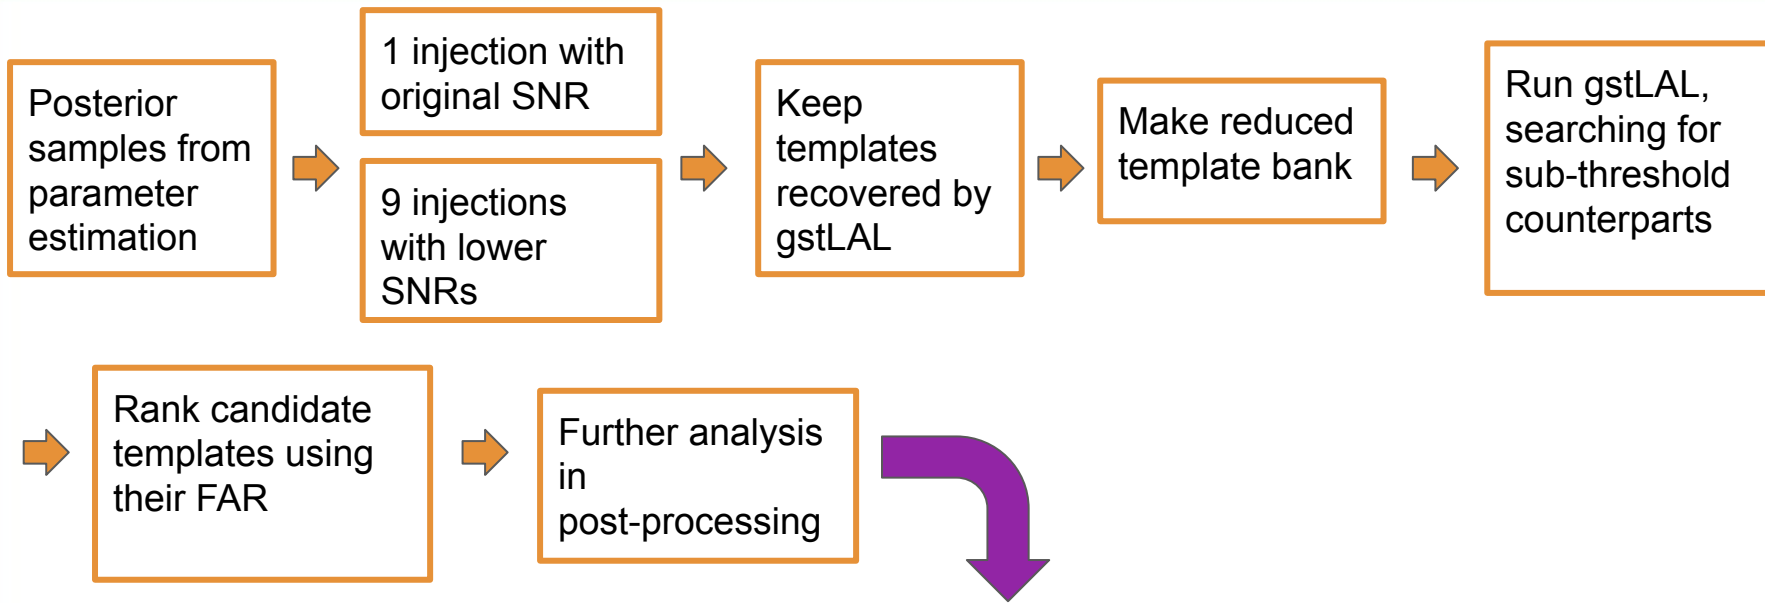 Posterior
samples from
parameter
estimation
1 injection with
original SNR
9 injections
with lower
SNRs
Keep
templates
recovered by
gstLAL
Make reduced
template bank
Run gstLAL,
searching for
sub-threshold
counterparts
Rank candidate
templates using
their FAR
Further analysis
in
post-processing